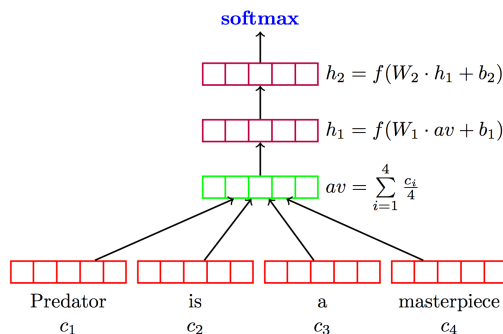 softmax
h₂ = f(W₂ · h₁ + b₂)
h₁ = f(W₁ · av + b₁)
av = ∑_{i=1}^{4} c_i/4
Predator is a masterpiece
c₁ c₂ c₃ c₄